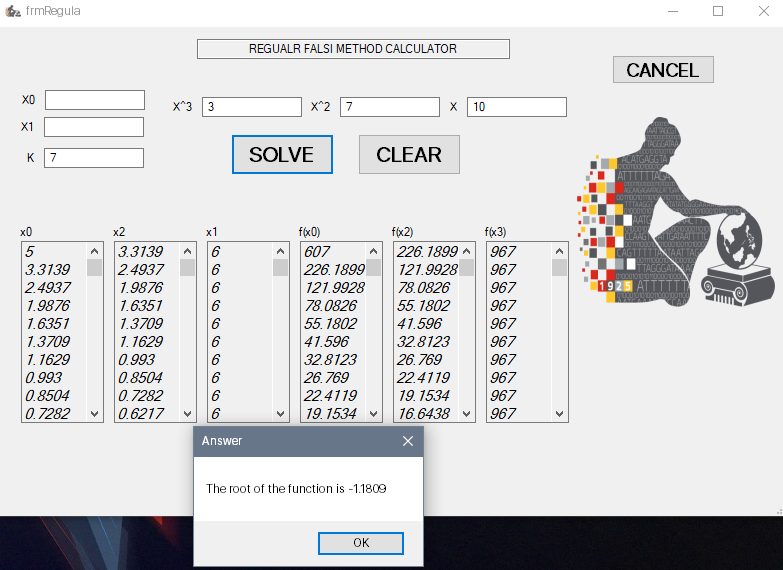 frmRegula
REGUALR FALSI METHOD CALCULATOR
CANCEL
X0
X^3 3 X^2 7 X 10
X1
K 7
SOLVE CLEAR
x0 x2 x1 f(x0) f(x2) f(x3)
5 3.3139 6 607 226.1899 967
3.3139 2.4937 6 226.1899 121.9928 967
2.4937 1.9876 6 121.9928 78.0826 967
1.9876 1.6351 6 78.0826 55.1802 967
1.6351 1.3709 6 55.1802 41.596 967
1.3709 1.1629 6 41.596 32.8123 967
1.1629 0.993 6 32.8123 26.769 967
0.993 0.8504 6 26.769 22.4119 967
0.8504 0.7282 6 22.4119 19.1534 967
0.7282 0.6217 6 19.1534 16.6438 967
1925
Answer
The root of the function is -1.1809
OK